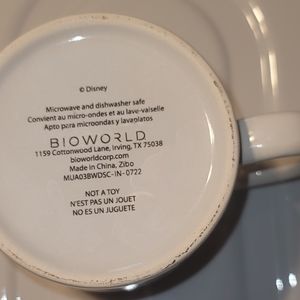 © Disney
Microwave and dishwasher safe
Convient au micro-ondes et au lave-vaiselle
Apto para microondas y lavaplatos
BIOWORLD
1159 Cottonwood Lane, Irving, TX 75038
bioworldcorp.com
Made in China, Zibo
MUA03BWDSC-IN-0722
NOT A TOY
N'EST PAS UN JOUET
NO ES UN JUGUETE